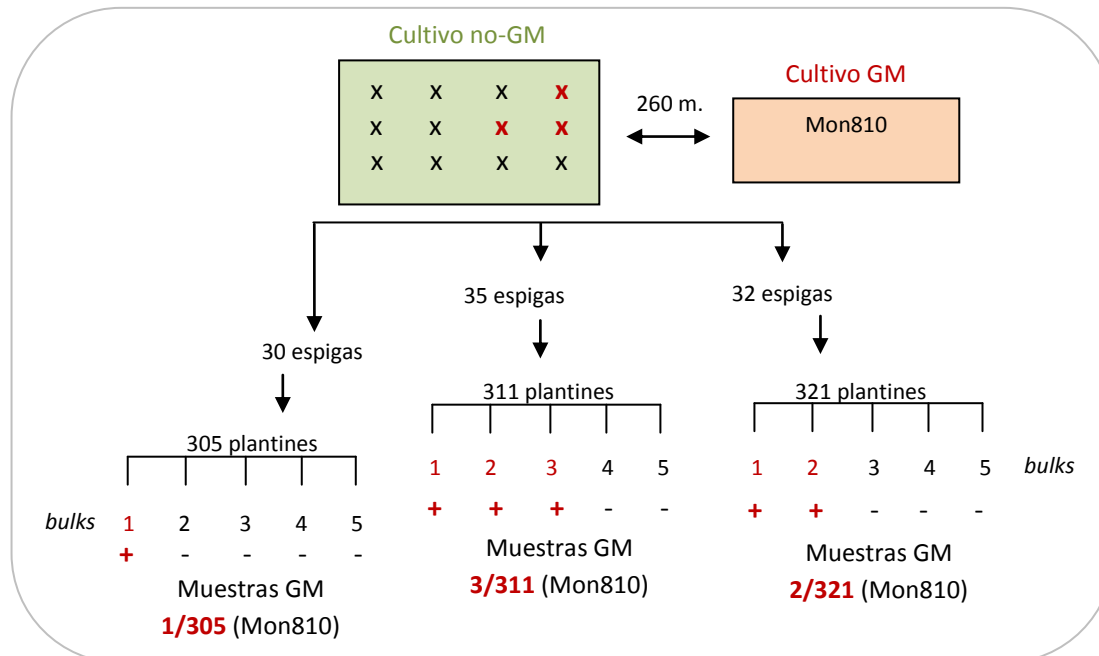 Cultivo no-GM
Cultivo GM
x x x x
x x x x
x x x x
260 m.
Mon810
30 espigas
305 plantines
bulks 1 2 3 4 5
+ - - - -
Muestras GM
1/305 (Mon810)
35 espigas
311 plantines
1 2 3 4 5
+ + + - -
Muestras GM
3/311 (Mon810)
32 espigas
321 plantines
1 2 3 4 5 bulks
+ + - - -
Muestras GM
2/321 (Mon810)